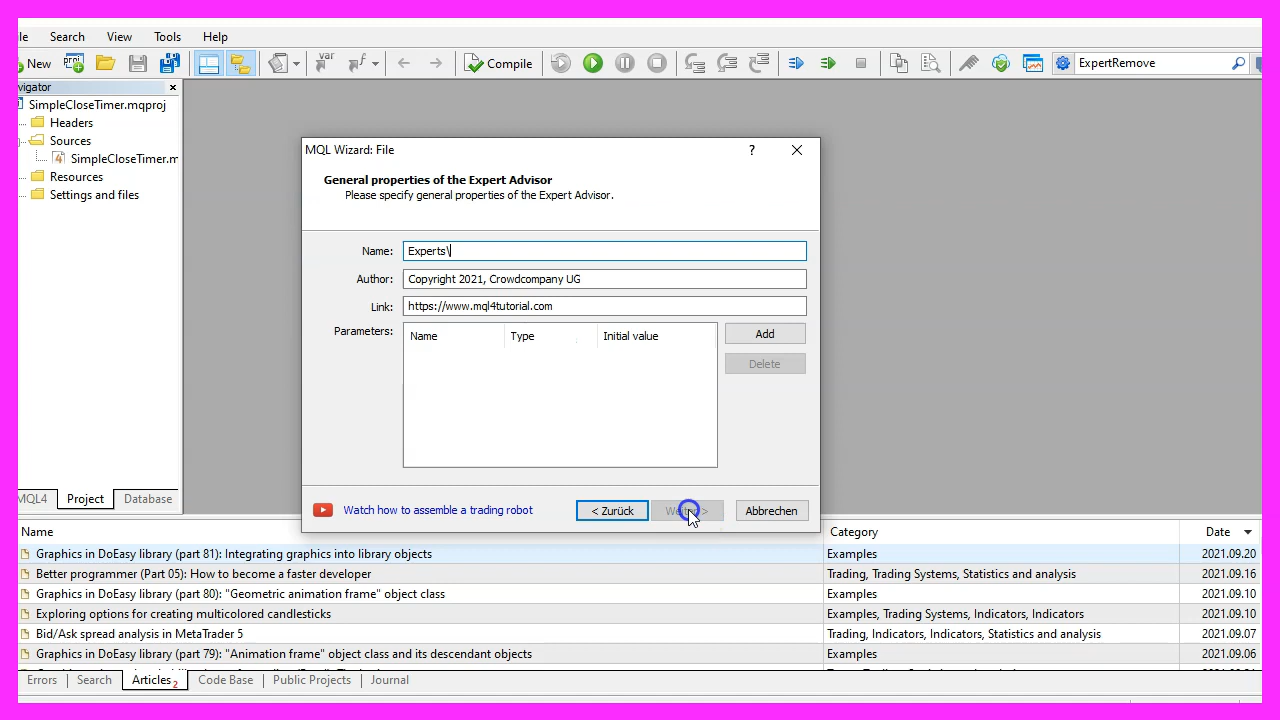 le Search View Tools Help
New Compile ExpertRemove
vigator
SimpleCloseTimer.mqproj
Headers
Sources
SimpleCloseTimer.m
Resources
Settings and files
MQL4 Project Database
MQL Wizard: File
General properties of the Expert Advisor
Please specify general properties of the Expert Advisor.
Name: Experts\
Author: Copyright 2021, Crowdcompany UG
Link: https://www.mql4tutorial.com
Parameters: Name Type Initial value
Add
Delete
Watch how to assemble a trading robot < Zurück Weiter > Abbrechen
Name Category Date
Graphics in DoEasy library (part 81): Integrating graphics into library objects Examples 2021.09.20
Better programmer (Part 05): How to become a faster developer Trading, Trading Systems, Statistics and analysis 2021.09.16
Graphics in DoEasy library (part 80): "Geometric animation frame" object class Examples 2021.09.10
Exploring options for creating multicolored candlesticks Examples, Trading Systems, Indicators, Indicators 2021.09.10
Bid/Ask spread analysis in MetaTrader 5 Trading, Indicators, Indicators, Statistics and analysis 2021.09.07
Graphics in DoEasy library (part 79): "Animation frame" object class and its descendant objects Examples 2021.09.06
Errors Search Articles 2 Code Base Public Projects Journal